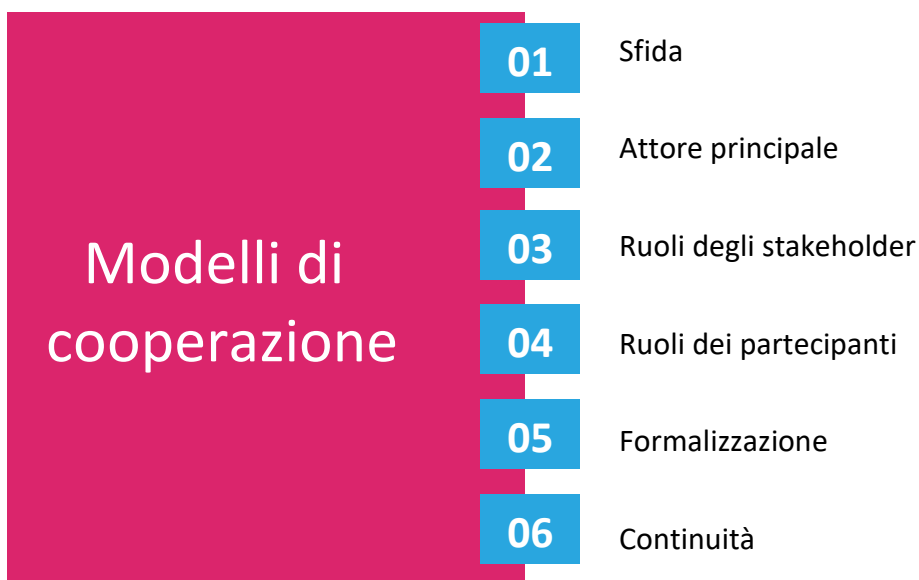 Modelli di
cooperazione
01 Sfida
02 Attore principale
03 Ruoli degli stakeholder
04 Ruoli dei partecipanti
05 Formalizzazione
06 Continuità